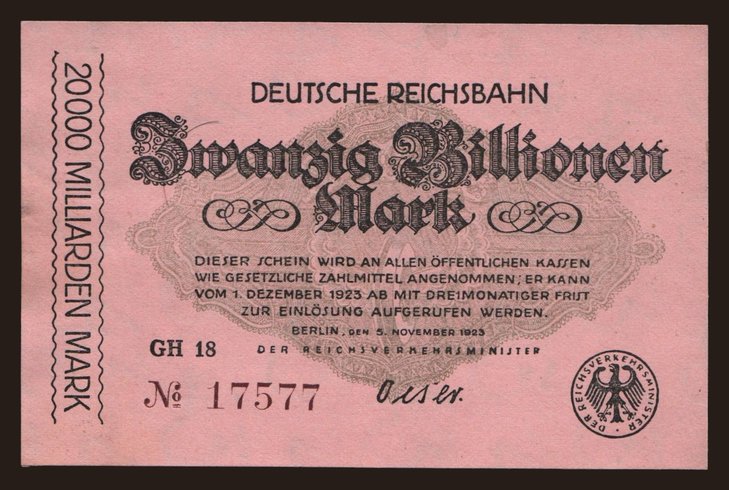 20000 MILLIARDEN MARK
DEUTSCHE REICHSBAHN
Zwanzig Billionen
Mark
DIESER SCHEIN WIRD AN ALLEN ÖFFENTLICHEN KASSEN
WIE GESETZLICHE ZAHLMITTEL ANGENOMMEN; ER KANN
VOM 1. DEZEMBER 1923 AB MIT DREIMONATIGER FRIST
ZUR EINLÖSUNG AUFGERUFEN WERDEN.
BERLIN, DEN 5. NOVEMBER 1923
GH 18 DER REICHSVERKEHRSMINISTER
№ 17577 Oeser.
DER REICHSVERKEHRSMINISTER